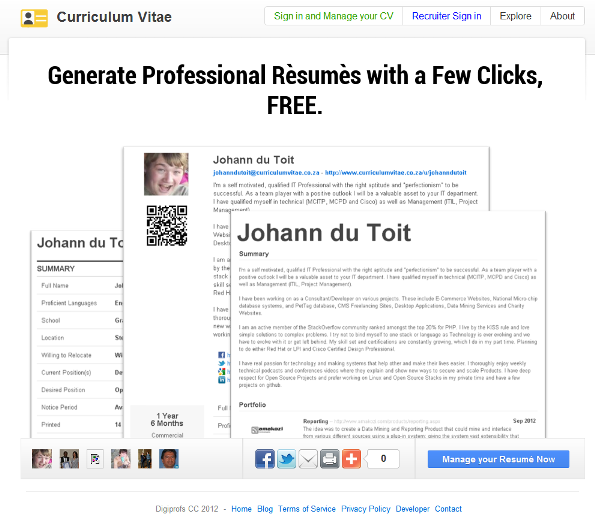 Curriculum Vitae
Sign in and Manage your CV
Recruiter Sign in
Explore
About
Generate Professional Rèsumès with a Few Clicks,
FREE.
Johann du Toit
johanndutoit@curriculumvitae.co.za - http://www.curriculumvitae.co.za/u/johanndutoit
I'm a self motivated, qualified IT Professional with the right aptitude and "perfectionism" to be
successful. As a team player with a positive outlook I will be a valuable asset to your IT department.
I have qualified myself in technical (MCITP, MCPD and Cisco) as well as Management (ITIL, Project
Management)
Johann du To
SUMMARY
Full Name
Proficient Languages
School
Location
Willing to Relocate
Current Position(s)
Desired Position
Notice Period
Printed
14
1 Year
6 Months
Commercial
Johann du Toit
Summary
I'm a self motivated, qualified IT Professional with the right aptitude and "perfectionism" to be successful. As a team player with a
positive outlook I will be a valuable asset to your IT department. I have qualified myself in technical (MCITP, MCPD and Cisco) as
well as Management (ITIL, Project Management).
I have been working on as a Consultant/Developer on various projects. These include E-Commerce Websites, National Micro-chip
database systems, and PetTag database, CMS Freelancing Sites, Desktop Applications, Data Mining Services and Charity
Websites.
I am an active member of the StackOverflow community ranked amongst the top 20% for PHP. I live by the KISS rule and love
simple solutions to complex problems. I try not to bind myself to one stack or language as Technology is ever evolving and we
have to evolve with it or get left behind. My skill set and certifications are constantly growing, which I do in my part time. Planning
to do either Red Hat or LPI and Cisco Certified Design Professional.
I have real passion for technology and making systems that help other and make their lives easier. I thoroughly enjoy weekly
technical podcasts and conferences videos where they explain and show new ways to secure and scale Products. I have deep
respect for Open Source Projects and prefer working on Linux and Open Source Stacks in my private time and have a few
projects on github.
Portfolio
Reporting
Sep 2012
The idea was to create a Data Mining and Reporting Product that could mine and interface
from various different sources using a plug-in system, giving the system vast extensibility that
0
Manage your Resumé Now
Digiprofs CC 2012 - Home Blog Terms of Service Privacy Policy Developer Contact